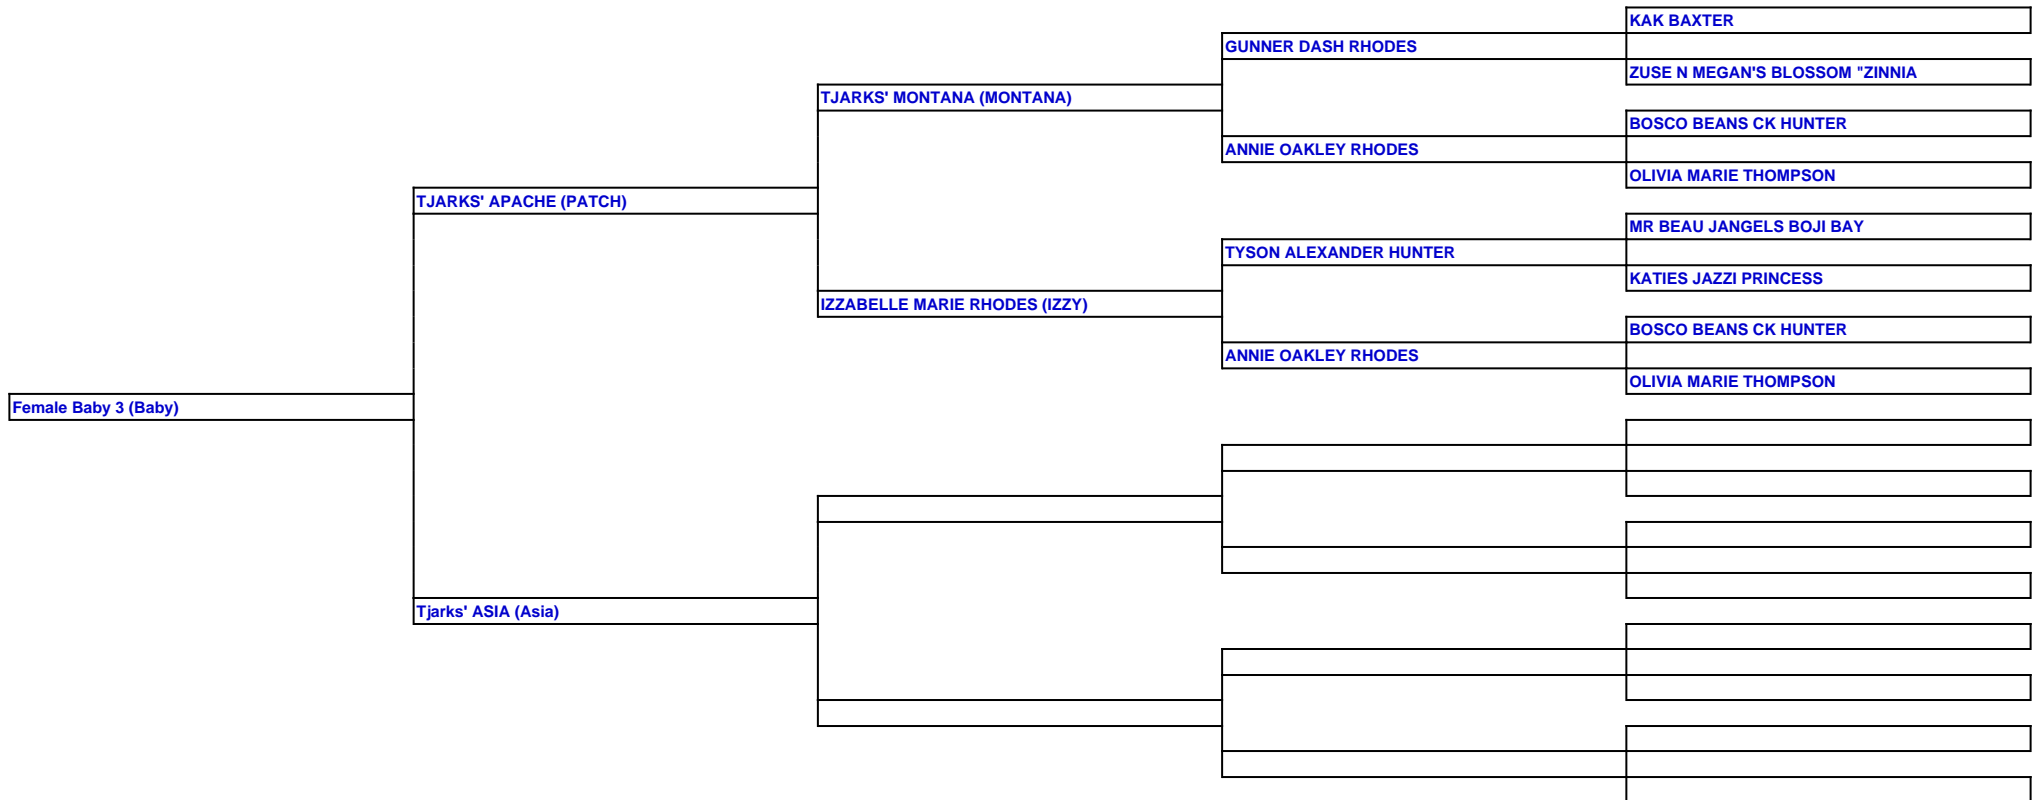 KAK BAXTER
GUNNER DASH RHODES
ZUSE N MEGAN'S BLOSSOM "ZINNIA
TJARKS' MONTANA (MONTANA)
BOSCO BEANS CK HUNTER
ANNIE OAKLEY RHODES
OLIVIA MARIE THOMPSON
TJARKS' APACHE (PATCH)
MR BEAU JANGELS BOJI BAY
TYSON ALEXANDER HUNTER
KATIES JAZZI PRINCESS
IZZABELLE MARIE RHODES (IZZY)
BOSCO BEANS CK HUNTER
ANNIE OAKLEY RHODES
OLIVIA MARIE THOMPSON
Female Baby 3 (Baby)
Tjarks' ASIA (Asia)